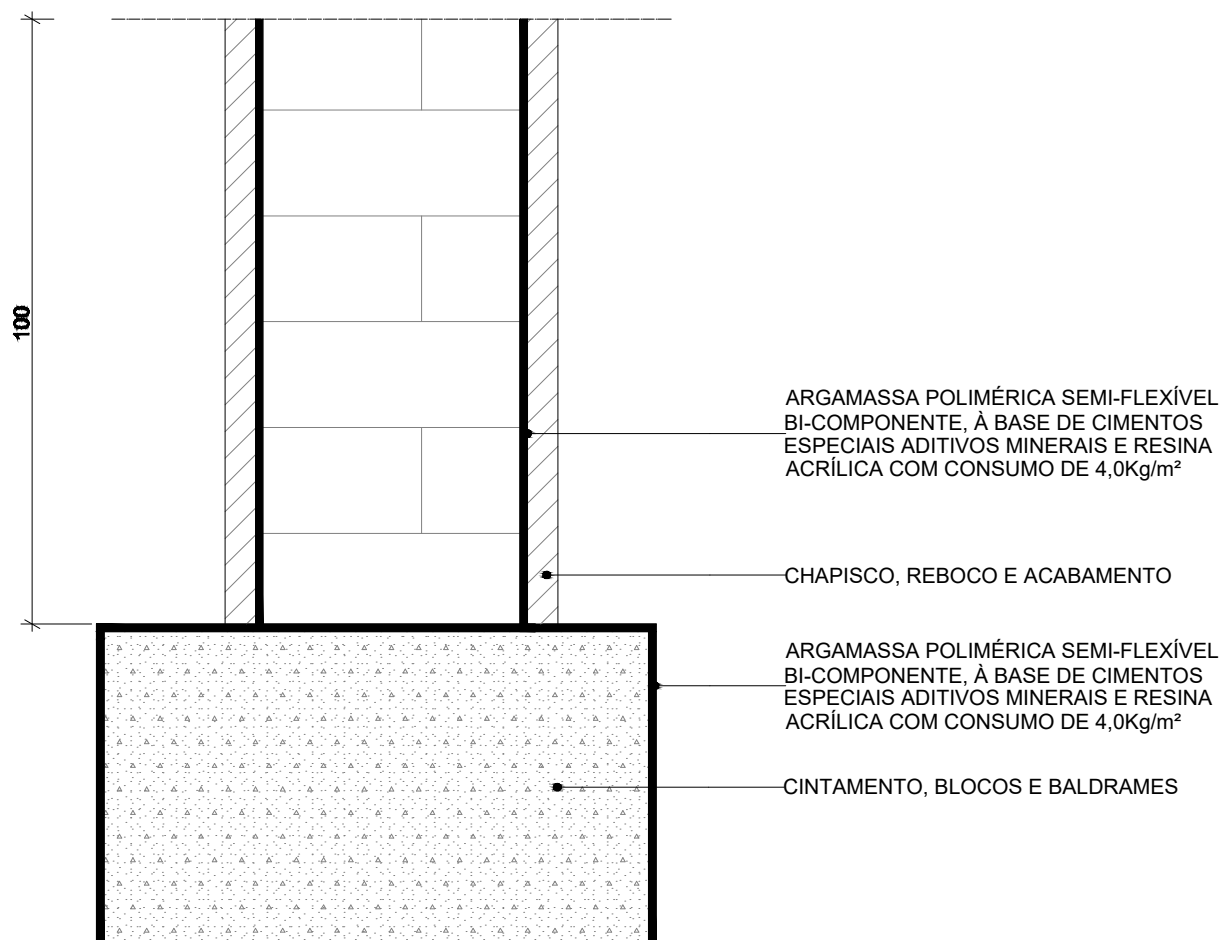 100
ARGAMASSA POLIMÉRICA SEMI-FLEXÍVEL
BI-COMPONENTE, À BASE DE CIMENTOS
ESPECIAIS ADITIVOS MINERAIS E RESINA
ACRÍLICA COM CONSUMO DE 4,0Kg/m²
CHAPISCO, REBOCO E ACABAMENTO
ARGAMASSA POLIMÉRICA SEMI-FLEXÍVEL
BI-COMPONENTE, À BASE DE CIMENTOS
ESPECIAIS ADITIVOS MINERAIS E RESINA
ACRÍLICA COM CONSUMO DE 4,0Kg/m²
CINTAMENTO, BLOCOS E BALDRAMES